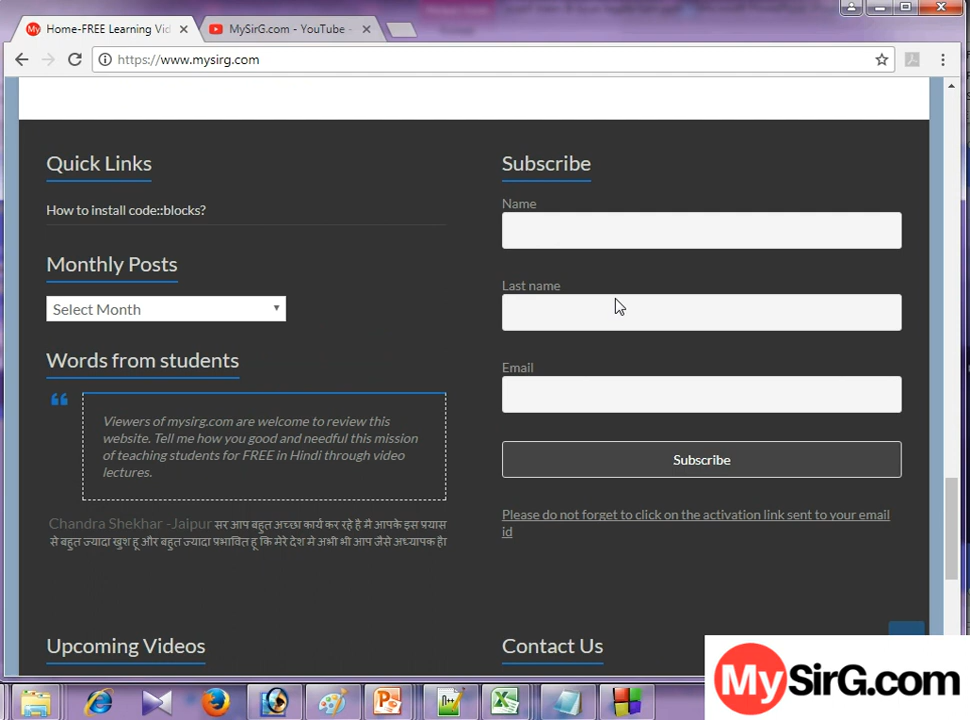 Home-FREE Learning Vid
MySirG.com - YouTube -
https://www.mysirg.com
Quick Links
How to install code::blocks?
Monthly Posts
Select Month
Words from students
Viewers of mysirg.com are welcome to review this
website. Tell me how you good and needful this mission
of teaching students for FREE in Hindi through video
lectures.
Chandra Shekhar -Jaipur सर आप बहुत अच्छा कार्य कर रहे है मैं आपके इस प्रयास
से बहुत ज्यादा खुश हू और बहुत ज्यादा प्रभावित हू कि मेरे देश मे अभी भी आप जैसे अध्यापक है।
Subscribe
Name
Last name
Email
Subscribe
Please do not forget to click on the activation link sent to your email
id
Upcoming Videos
Contact Us
MySirG.com